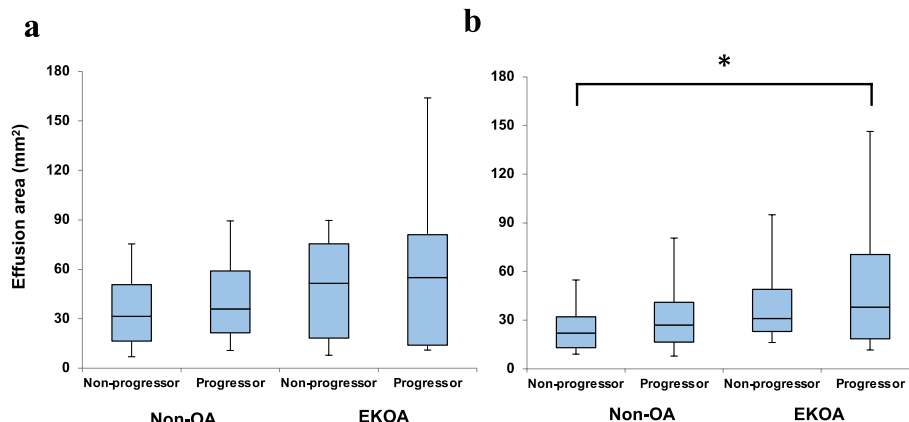 a
Effusion area (mm²)
180
150
120
90
60
30
0
Non-progressor Progressor Non-progressor Progressor
Non-OA EKOA
b
*
180
150
120
90
60
30
0
Non-progressor Progressor Non-progressor Progressor
Non-OA EKOA